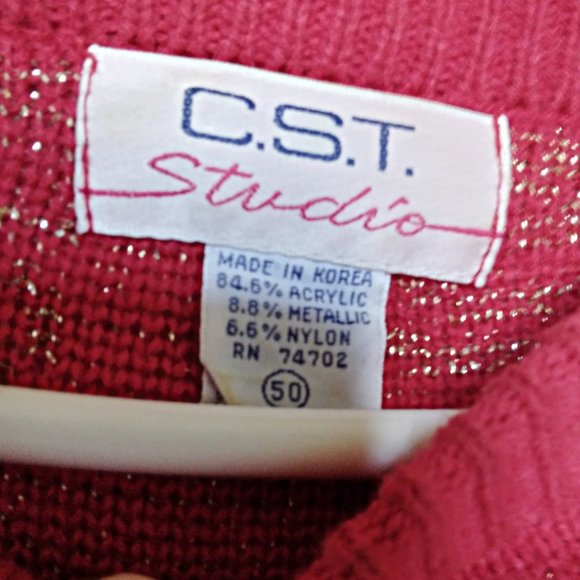 C.S.T.
Studio
MADE IN KOREA
84.6% ACRYLIC
8.8% METALLIC
6.6% NYLON
RN 74702
50